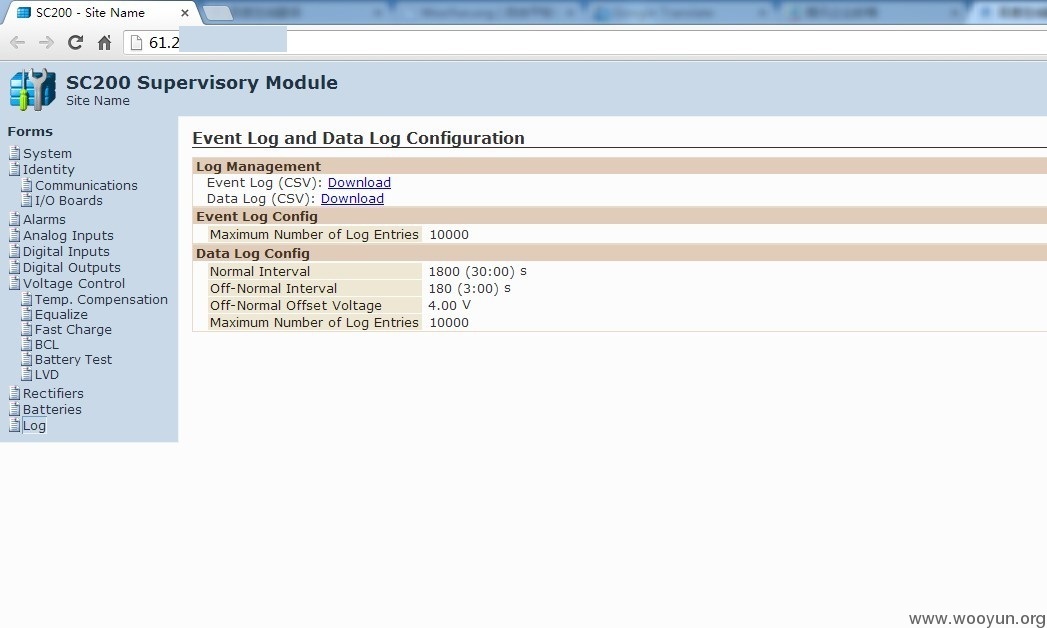 SC200 - Site Name
61.2
SC200 Supervisory Module
Site Name
Forms
System
Identity
Communications
I/O Boards
Alarms
Analog Inputs
Digital Inputs
Digital Outputs
Voltage Control
Temp. Compensation
Equalize
Fast Charge
BCL
Battery Test
LVD
Rectifiers
Batteries
Log
Event Log and Data Log Configuration
Log Management
Event Log (CSV): Download
Data Log (CSV): Download
Event Log Config
Maximum Number of Log Entries 10000
Data Log Config
Normal Interval 1800 (30:00) s
Off-Normal Interval 180 (3:00) s
Off-Normal Offset Voltage 4.00 V
Maximum Number of Log Entries 10000
www.wooyun.org